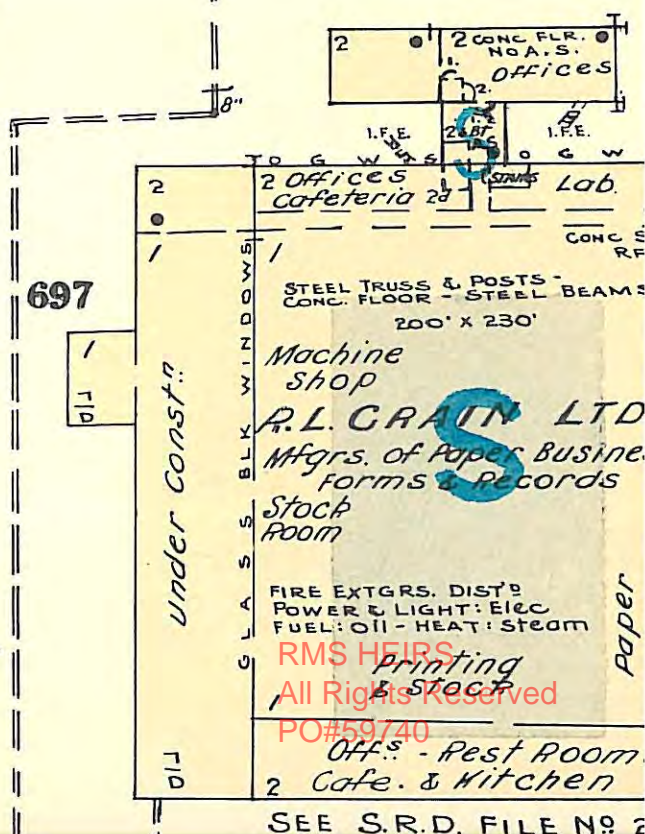 2
2 CONC FLR.
NO A.S.
OFFICES
8"
2.
I.F.E.
2
Bt
I.F.E.
O G W S
O G W
2
2 Offices
Cafeteria 2d
STAIRS
Lab.
CONC S
RF
1
1
697
STEEL TRUSS & POSTS -
CONC. FLOOR - STEEL BEAMS
200' X 230'
1
D
Machine
Shop
R.L. CRAIN LTD
Mfgrs. of Paper Busine
Forms & Records
S
Stock
Room
Under Constn.
GLASS BLK WINDOWS
FIRE EXTGRS. DIST'D
POWER & LIGHT: Elec
FUEL: Oil - HEAT: Steam
Paper
RMS HEIRS
Printing
& Stock
All Rights Reserved
PO#59740
1
D
Off.s - Rest Room
2 Cafe. & Kitchen
SEE S.R.D. FILE No 2